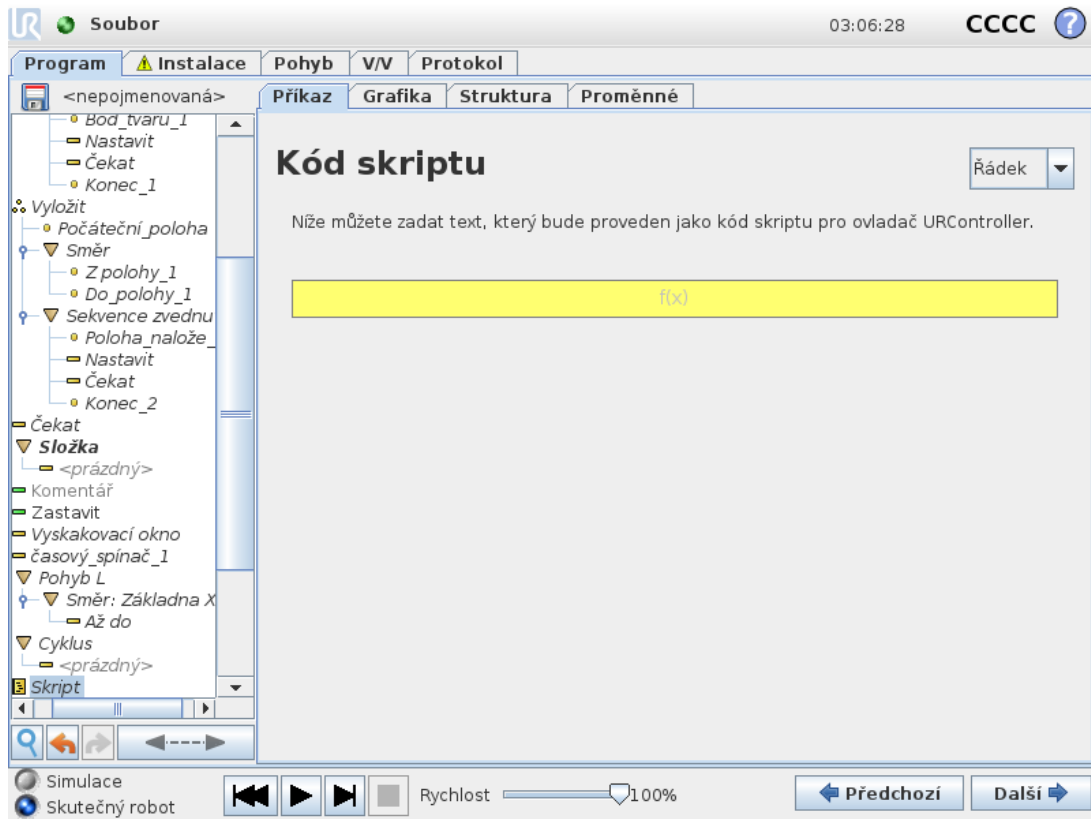 UR Soubor 03:06:28 CCCC ?
Program Instalace Pohyb V/V Protokol
<nepojmenovaná> Příkaz Grafika Struktura Proměnné
Bod_tvaru_1
Nastavit
Čekat
Konec_1
Vyložit
Počáteční_poloha
Směr
Z polohy_1
Do_polohy_1
Sekvence zvednu
Poloha_nalože_
Nastavit
Čekat
Konec_2
Čekat
Složka
<prázdný>
Komentář
Zastavit
Vyskakovací okno
časový_spínač_1
Pohyb L
Směr: Základna X
Až do
Cyklus
<prázdný>
Skript
Kód skriptu
Řádek
Níže můžete zadat text, který bude proveden jako kód skriptu pro ovladač URController.
f(x)
Simulace
Skutečný robot
Rychlost 100%
Předchozí Další